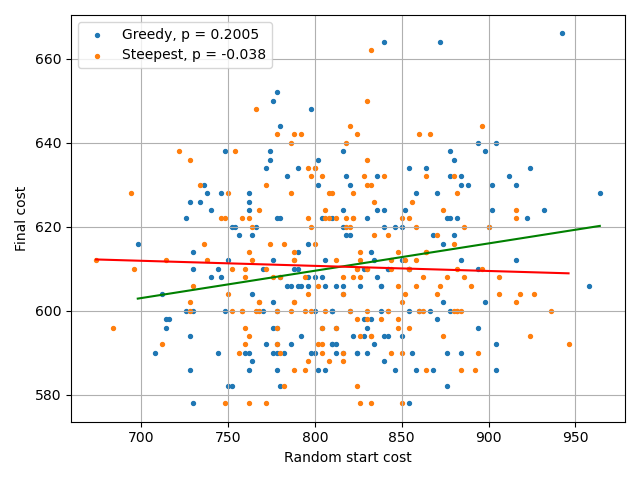 Greedy, p = 0.2005
Steepest, p = -0.038
Final cost
660
640
620
600
580
700
750
800
850
900
950
Random start cost